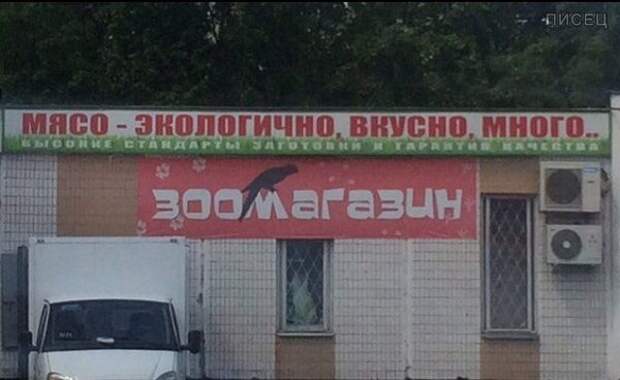 ПИСЕЦ
МЯСО - ЭКОЛОГИЧНО, ВКУСНО, МНОГО..
ВЫСОКИЕ СТАНДАРТЫ ЗАГОТОВКИ И ГАРАНТИЯ КАЧЕСТВА
ЗООМАГАЗИН